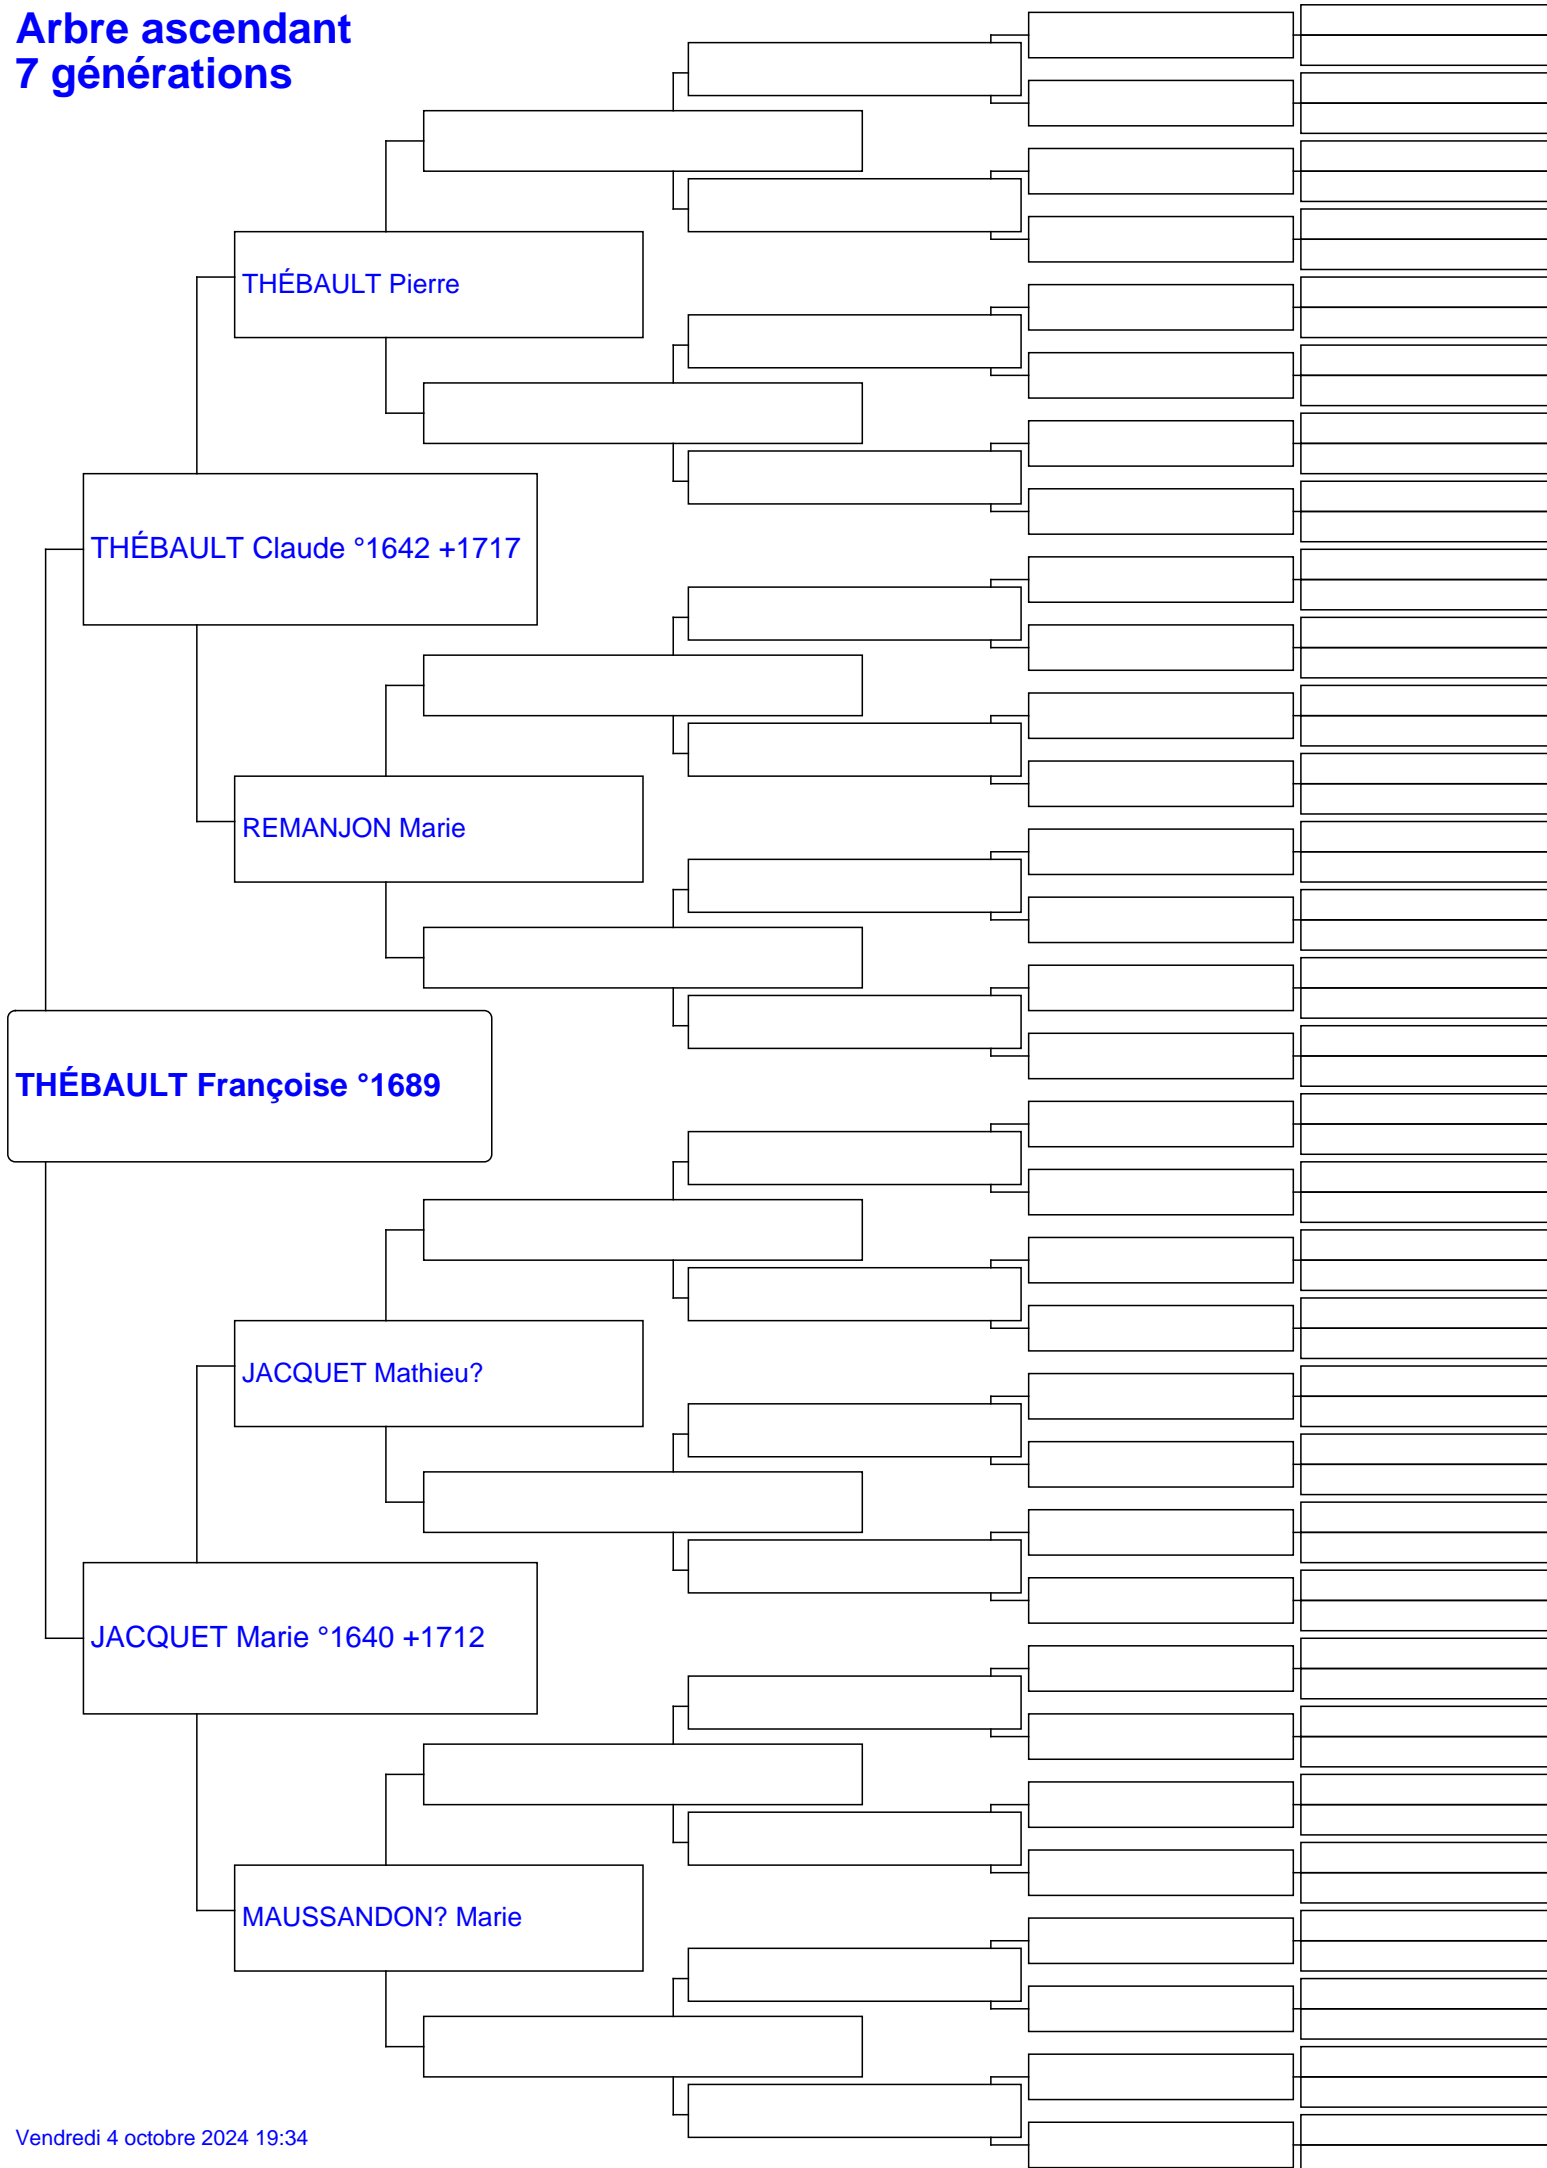 Arbre ascendant
7 générations
THÉBAULT Pierre
THÉBAULT Claude °1642 +1717
REMANJON Marie
THÉBAULT Françoise °1689
JACQUET Mathieu?
JACQUET Marie °1640 +1712
MAUSSANDON? Marie
Vendredi 4 octobre 2024 19:34